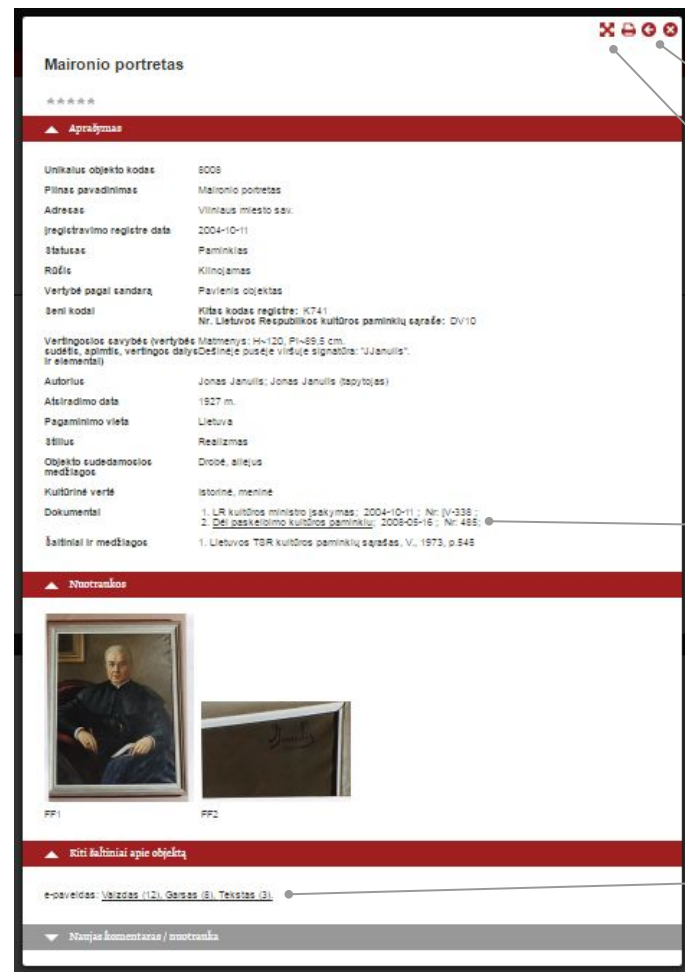 Maironio portretas
Aprašymas
Unikalus objekto kodas 8008
Pilnas pavadinimas Maironio portretas
Adresas Vilniaus miesto sav.
Įregistravimo registre data 2004-10-11
Statusas Paminklas
Rūšis Kilnojamas
Vertybė pagal sandarą Pavienis objektas
Seni kodai Kitas kodas registre: K741
Nr. Lietuvos Respublikos kultūros paminklų sąraše: DV10
Vertingosios savybės (vertybės Matmenys: H~120, Pl~89,5 cm.
sudėtis, apimtis, vertingos dalys Dešinėje pusėje viršuje signatūra: "JJanulis".
ir elementai)
Autorius Jonas Janulis; Jonas Janulis (tapytojas)
Atsiradimo data 1927 m.
Pagaminimo vieta Lietuva
Stilius Realizmas
Objekto sudedamosios Drobė, aliejus
medžiagos
Kultūrinė vertė Istorinė, meninė
Dokumentai 1. LR kultūros ministro įsakymas; 2004-10-11 ; Nr: ĮV-338 ;
2. Dėl paskelbimo kultūros paminklu; 2008-05-16 ; Nr: 485;
Šaltiniai ir medžiagos 1. Lietuvos TSR kultūros paminklų sąrašas, V., 1973, p.545
Nuotraukos
FF1 FF2
Kiti šaltiniai apie objektą
e-paveldas: Vaizdas (12), Garsas (8), Tekstas (3).
Naujas komentaras / nuotrauka